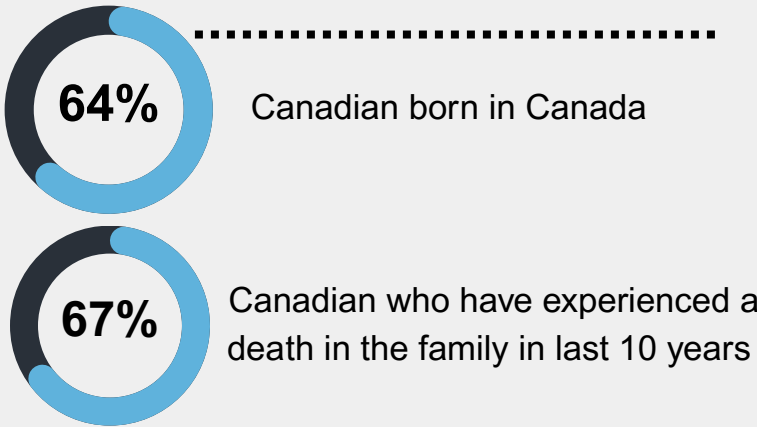 64%
Canadian born in Canada
67%
Canadian who have experienced a
death in the family in last 10 years